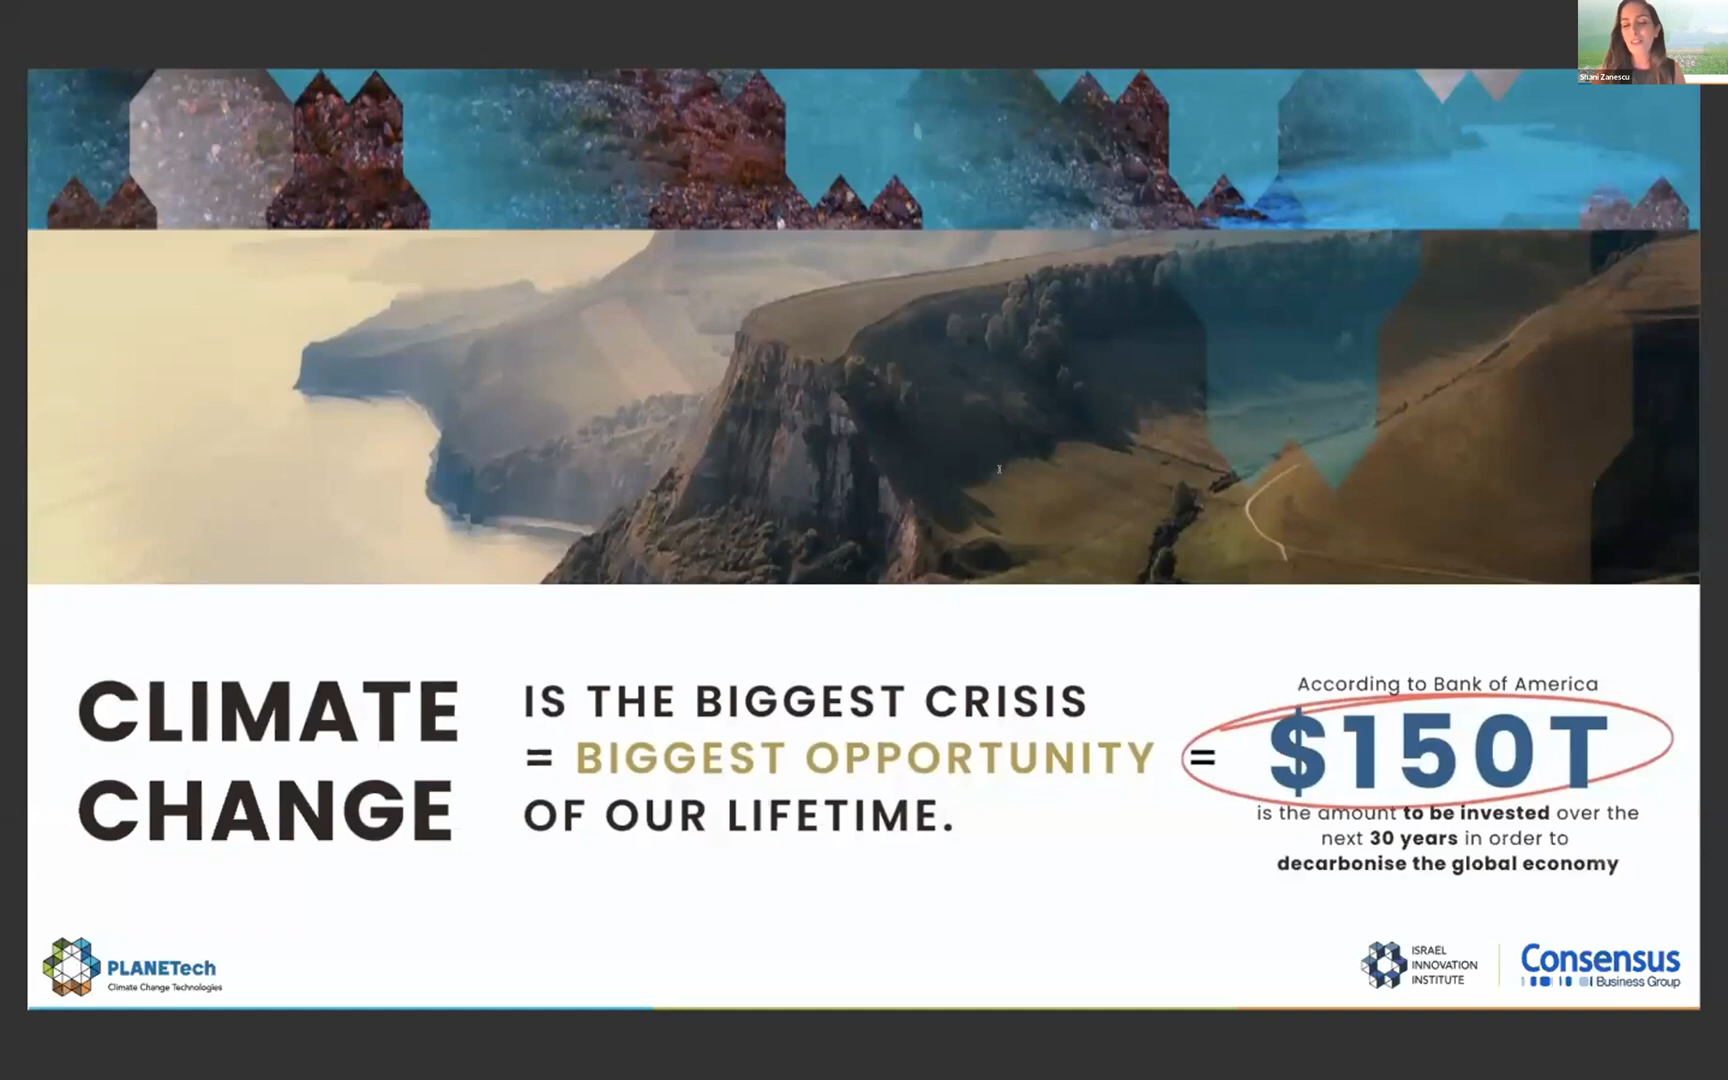 Shani Zanescu
CLIMATE
CHANGE
IS THE BIGGEST CRISIS
= BIGGEST OPPORTUNITY
OF OUR LIFETIME.
=
According to Bank of America
$150T
is the amount to be invested over the
next 30 years in order to
decarbonise the global economy
PLANETech
Climate Change Technologies
ISRAEL
INNOVATION
INSTITUTE
Consensus
Business Group